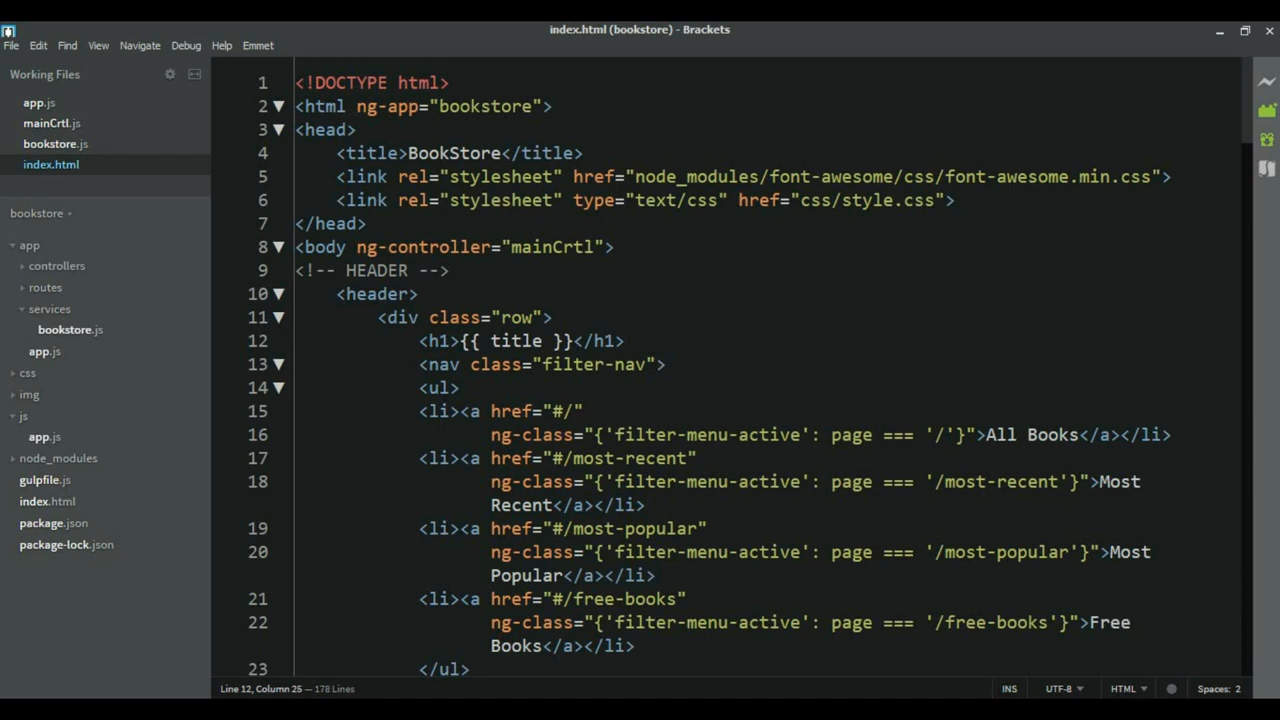 index.html (bookstore) - Brackets
File Edit Find View Navigate Debug Help Emmet
Working Files
app.js
mainCrtl.js
bookstore.js
index.html
bookstore
app
controllers
routes
services
bookstore.js
app.js
css
img
js
app.js
node_modules
gulpfile.js
index.html
package.json
package-lock.json
1 <!DOCTYPE html>
2 <html ng-app="bookstore">
3 <head>
4 <title>BookStore</title>
5 <link rel="stylesheet" href="node_modules/font-awesome/css/font-awesome.min.css">
6 <link rel="stylesheet" type="text/css" href="css/style.css">
7 </head>
8 <body ng-controller="mainCrtl">
9 <!-- HEADER -->
10 <header>
11 <div class="row">
12 <h1>{{ title }}</h1>
13 <nav class="filter-nav">
14 <ul>
15 <li><a href="#/"
16 ng-class="{'filter-menu-active': page === '/'}">All Books</a></li>
17 <li><a href="#/most-recent"
18 ng-class="{'filter-menu-active': page === '/most-recent'}">Most
Recent</a></li>
19 <li><a href="#/most-popular"
20 ng-class="{'filter-menu-active': page === '/most-popular'}">Most
Popular</a></li>
21 <li><a href="#/free-books"
22 ng-class="{'filter-menu-active': page === '/free-books'}">Free
Books</a></li>
23 </ul>
Line 12, Column 25 — 178 Lines
INS UTF-8 HTML Spaces: 2